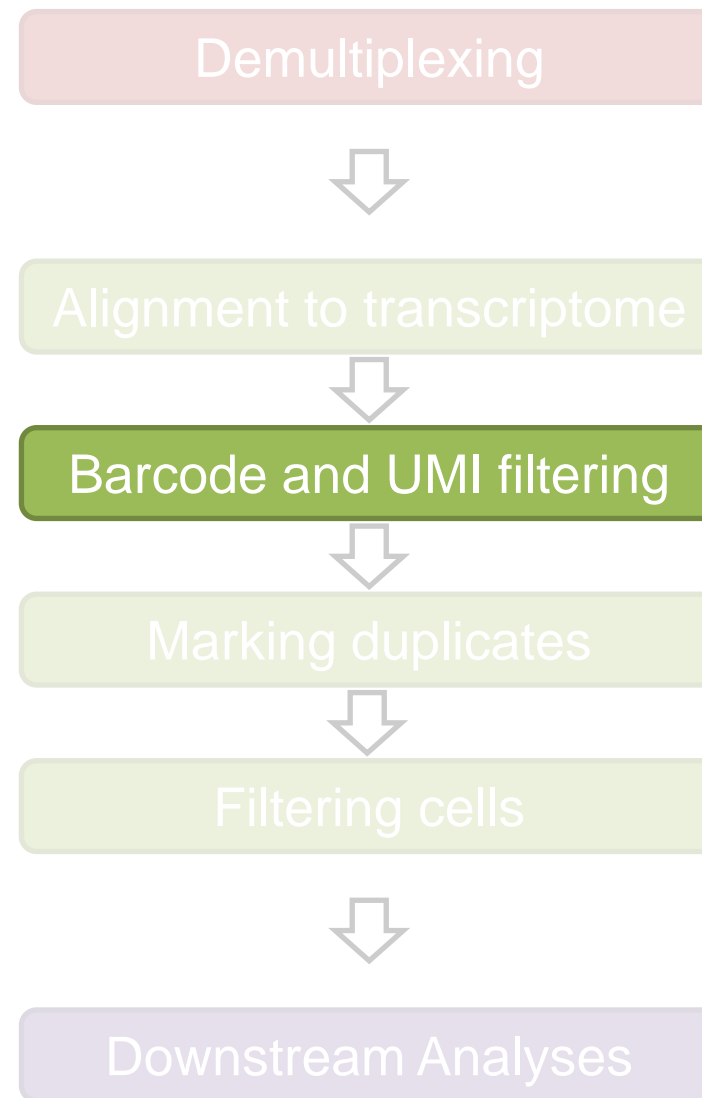 Demultiplexing
Alignment to transcriptome
Barcode and UMI filtering
Marking duplicates
Filtering cells
Downstream Analyses